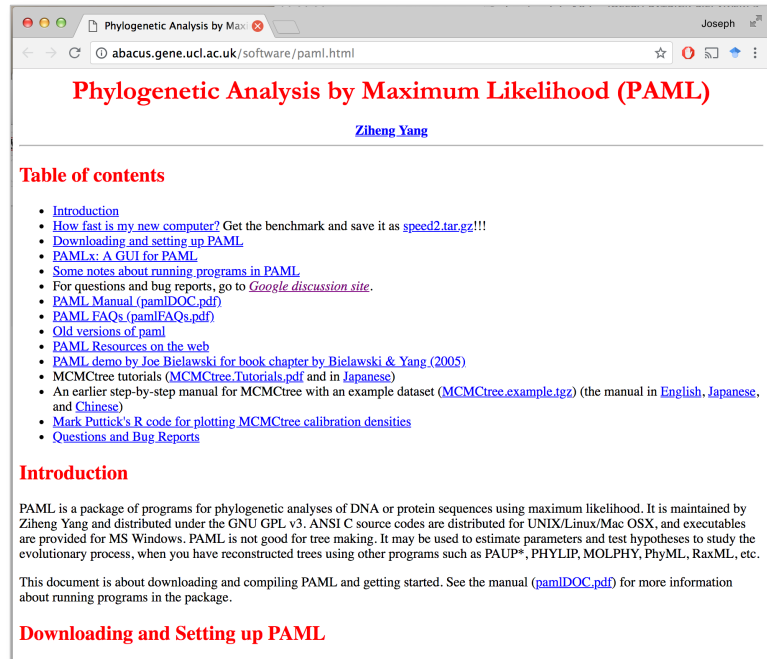 Phylogenetic Analysis by Maxi
Joseph
abacus.gene.ucl.ac.uk/software/paml.html
Phylogenetic Analysis by Maximum Likelihood (PAML)
Ziheng Yang
Table of contents
• Introduction
• How fast is my new computer? Get the benchmark and save it as speed2.tar.gz!!!
• Downloading and setting up PAML
• PAMLx: A GUI for PAML
• Some notes about running programs in PAML
• For questions and bug reports, go to Google discussion site.
• PAML Manual (pamlDOC.pdf)
• PAML FAQs (pamlFAQs.pdf)
• Old versions of paml
• PAML Resources on the web
• PAML demo by Joe Bielawski for book chapter by Bielawski & Yang (2005)
• MCMCtree tutorials (MCMCtree.Tutorials.pdf and in Japanese)
• An earlier step-by-step manual for MCMCtree with an example dataset (MCMCtree.example.tgz) (the manual in English, Japanese,
and Chinese)
• Mark Puttick's R code for plotting MCMCtree calibration densities
• Questions and Bug Reports
Introduction
PAML is a package of programs for phylogenetic analyses of DNA or protein sequences using maximum likelihood. It is maintained by
Ziheng Yang and distributed under the GNU GPL v3. ANSI C source codes are distributed for UNIX/Linux/Mac OSX, and executables
are provided for MS Windows. PAML is not good for tree making. It may be used to estimate parameters and test hypotheses to study the
evolutionary process, when you have reconstructed trees using other programs such as PAUP*, PHYLIP, MOLPHY, PhyML, RaxML, etc.
This document is about downloading and compiling PAML and getting started. See the manual (pamlDOC.pdf) for more information
about running programs in the package.
Downloading and Setting up PAML